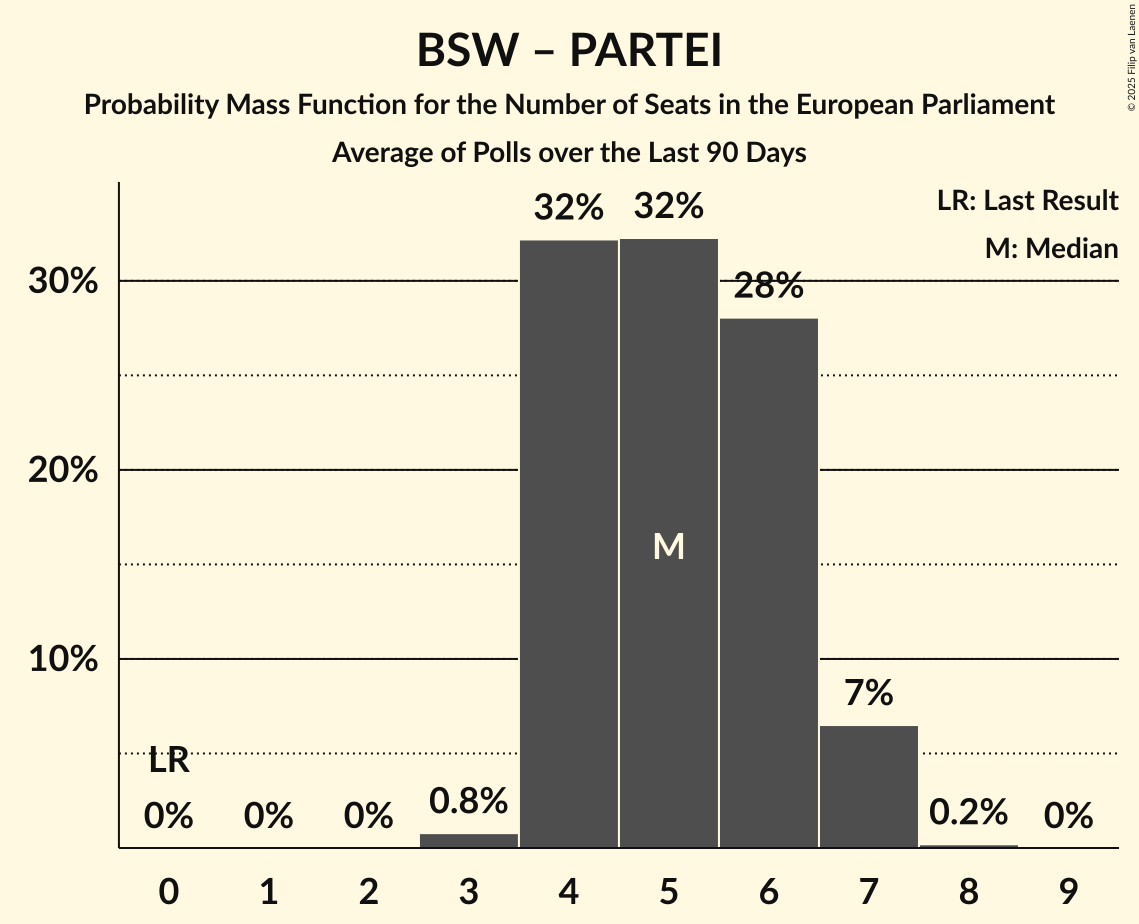 BSW – PARTEI
Probability Mass Function for the Number of Seats in the European Parliament
Average of Polls over the Last 90 Days
© 2025 Filip van Laenen
LR: Last Result
M: Median
32%
32%
30%
28%
20%
M
10%
7%
LR
0%
0%
0%
0.8%
0.2%
0%
0
1
2
3
4
5
6
7
8
9